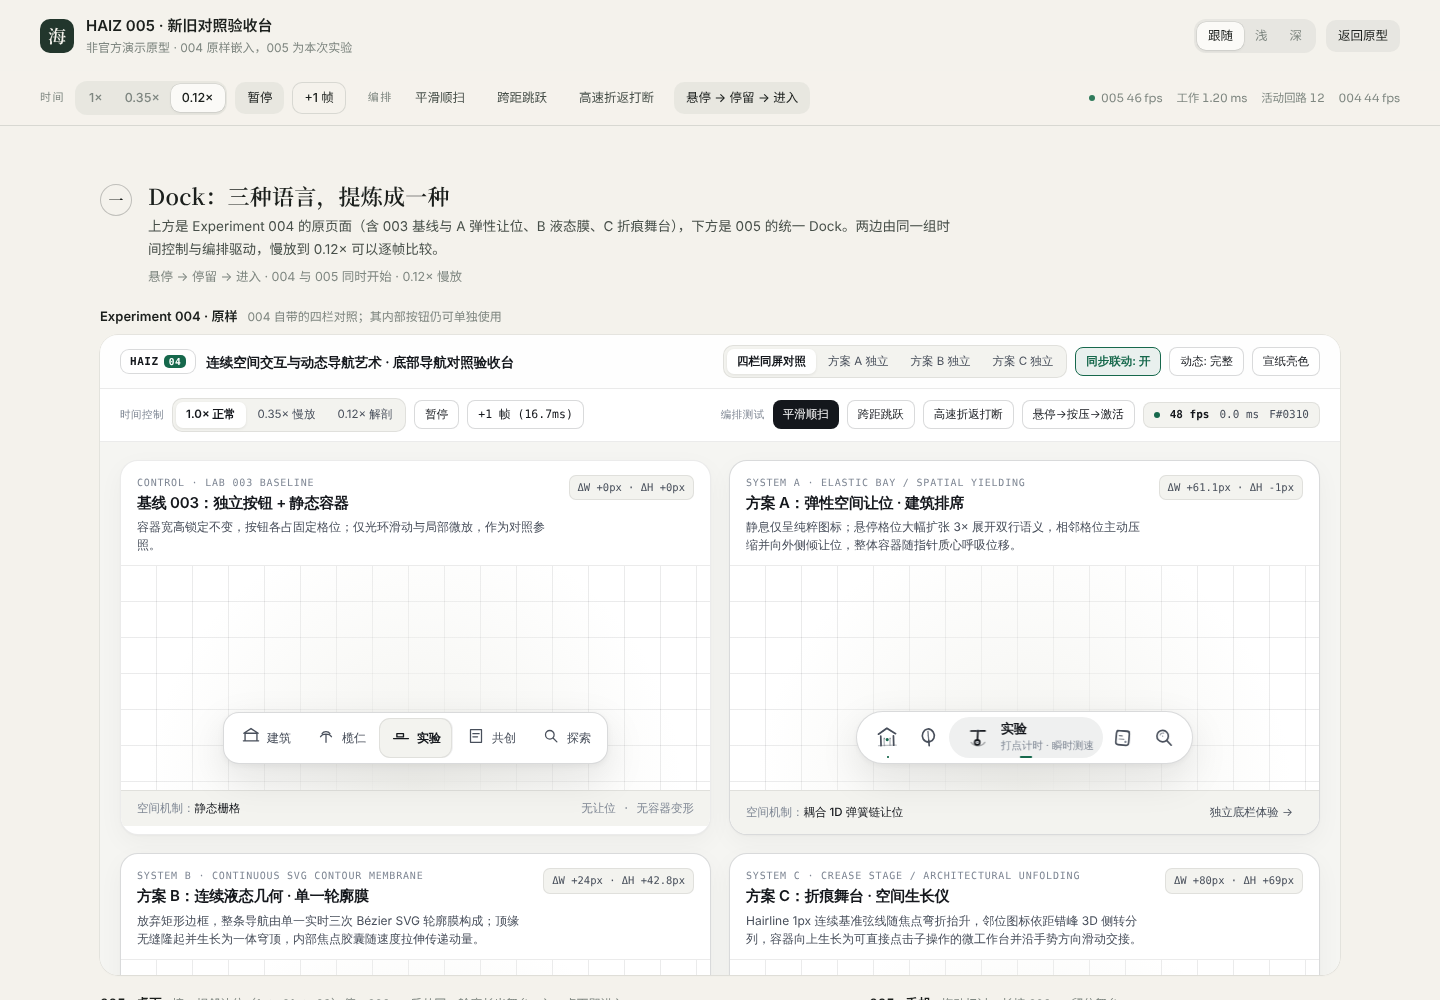 海
HAIZ 005 · 新旧对照验收台
非官方演示原型 · 004 原样嵌入，005 为本次实验
跟随 浅 深 返回原型
时间 1× 0.35× 0.12× 暂停 +1 帧 编排 平滑顺扫 跨距跳跃 高速折返打断 悬停 → 停留 → 进入
005 46 fps 工作 1.20 ms 活动回路 12 004 44 fps
一 Dock：三种语言，提炼成一种
上方是 Experiment 004 的原页面（含 003 基线与 A 弹性让位、B 液态膜、C 折痕舞台），下方是 005 的统一 Dock。两边由同一组时
间控制与编排驱动，慢放到 0.12× 可以逐帧比较。
悬停 → 停留 → 进入 · 004 与 005 同时开始 · 0.12× 慢放
Experiment 004 · 原样 004 自带的四栏对照；其内部按钮仍可单独使用
HAIZ 04 连续空间交互与动态导航艺术 · 底部导航对照验收台
四栏同屏对照 方案 A 独立 方案 B 独立 方案 C 独立 同步联动: 开 动态: 完整 宣纸亮色
时间控制 1.0× 正常 0.35× 慢放 0.12× 解剖 暂停 +1 帧 (16.7ms)
编排测试 平滑顺扫 跨距跳跃 高速折返打断 悬停→按压→激活 48 fps 0.0 ms F#0310
CONTROL · LAB 003 BASELINE
基线 003：独立按钮 + 静态容器
ΔW +0px · ΔH +0px
容器宽高锁定不变，按钮各占固定格位；仅光环滑动与局部微放，作为对照参
照。
建筑 榄仁 实验 共创 探索
空间机制：静态栅格 无让位 · 无容器变形
SYSTEM A · ELASTIC BAY / SPATIAL YIELDING
方案 A：弹性空间让位 · 建筑排席
ΔW +61.1px · ΔH -1px
静息仅呈纯粹图标；悬停格位大幅扩张 3× 展开双行语义，相邻格位主动压
缩并向外侧倾让位，整体容器随指针质心呼吸位移。
实验
打点计时 · 瞬时测速
空间机制：耦合 1D 弹簧链让位 独立底栏体验 →
SYSTEM B · CONTINUOUS SVG CONTOUR MEMBRANE
方案 B：连续液态几何 · 单一轮廓膜
ΔW +24px · ΔH +42.8px
放弃矩形边框，整条导航由单一实时三次 Bézier SVG 轮廓膜构成；顶缘
无缝隆起并生长为一体穹顶，内部焦点胶囊随速度拉伸传递动量。
SYSTEM C · CREASE STAGE / ARCHITECTURAL UNFOLDING
方案 C：折痕舞台 · 空间生长仪
ΔW +80px · ΔH +69px
Hairline 1px 连续基准弦线随焦点弯折抬升，邻位图标依距错峰 3D 侧转分
列，容器向上生长为可直接点击子操作的微工作台并沿手势方向滑动交接。